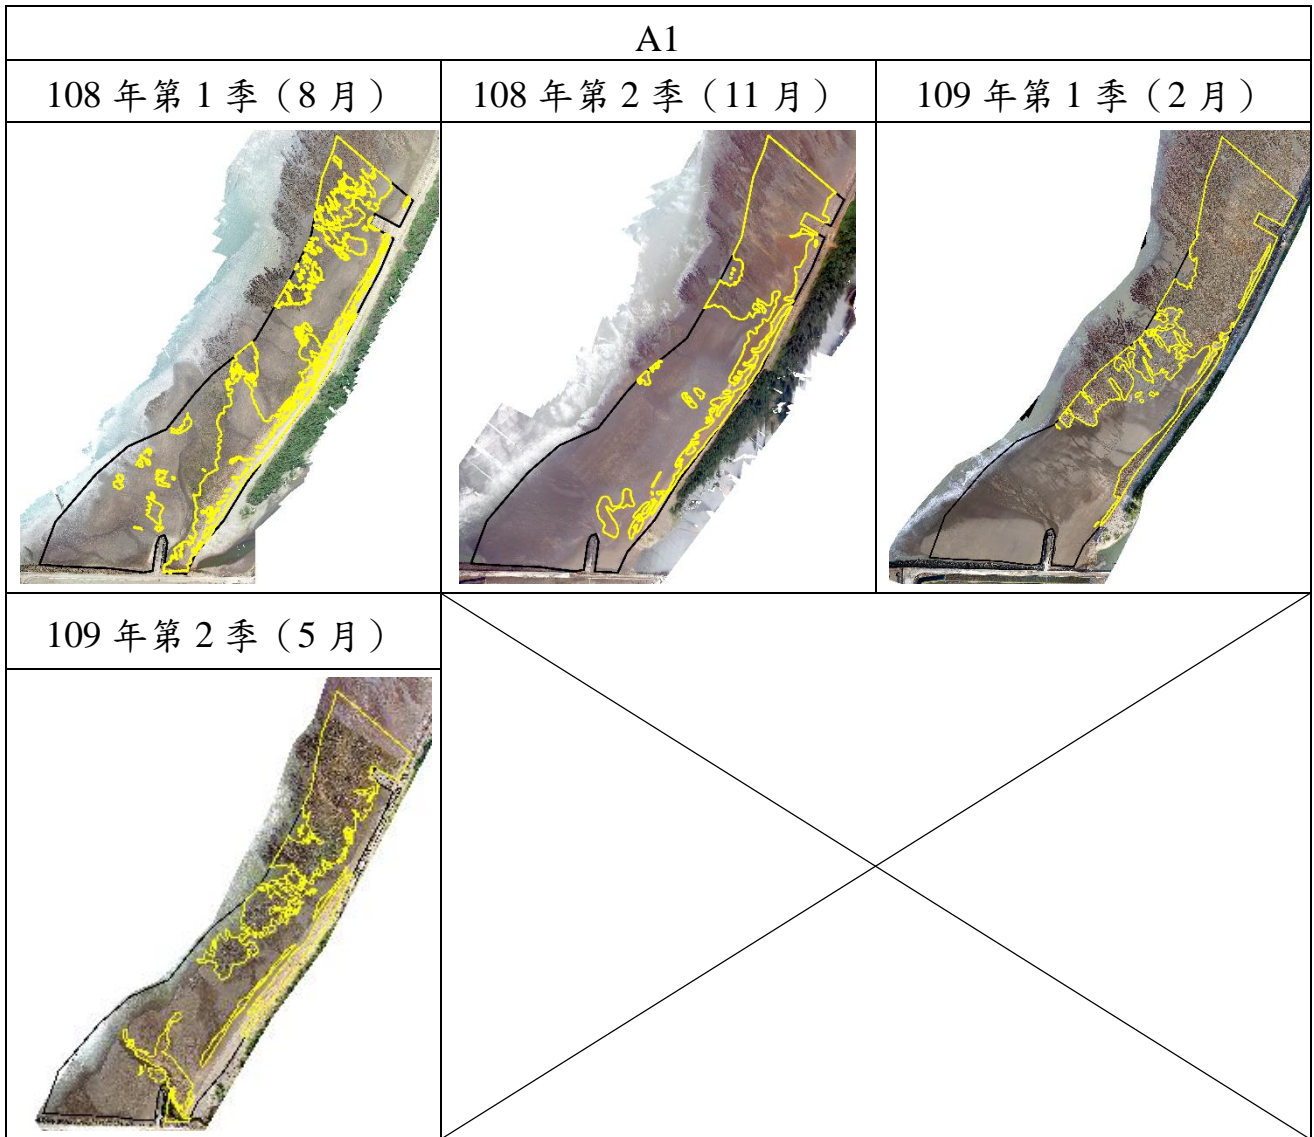 A1
108 年第 1 季（8 月）
108 年第 2 季（11 月）
109 年第 1 季（2 月）
109 年第 2 季（5 月）